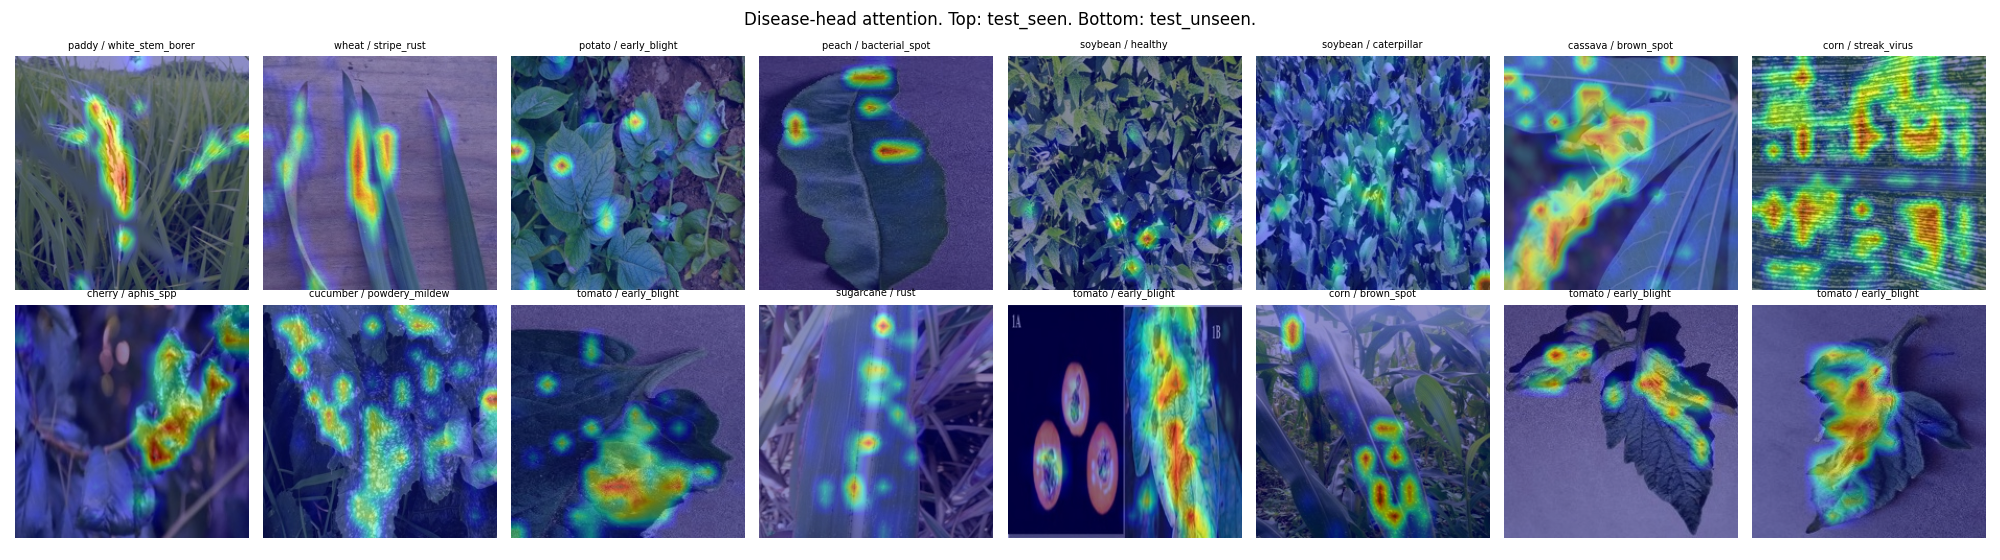 Disease-head attention. Top: test_seen. Bottom: test_unseen.
paddy / white_stem_borer
wheat / stripe_rust
potato / early_blight
peach / bacterial_spot
soybean / healthy
soybean / caterpillar
cassava / brown_spot
corn / streak_virus
cherry / aphis_spp
cucumber / powdery_mildew
tomato / early_blight
sugarcane / rust
tomato / early_blight
corn / brown_spot
tomato / early_blight
tomato / early_blight
1A
1B